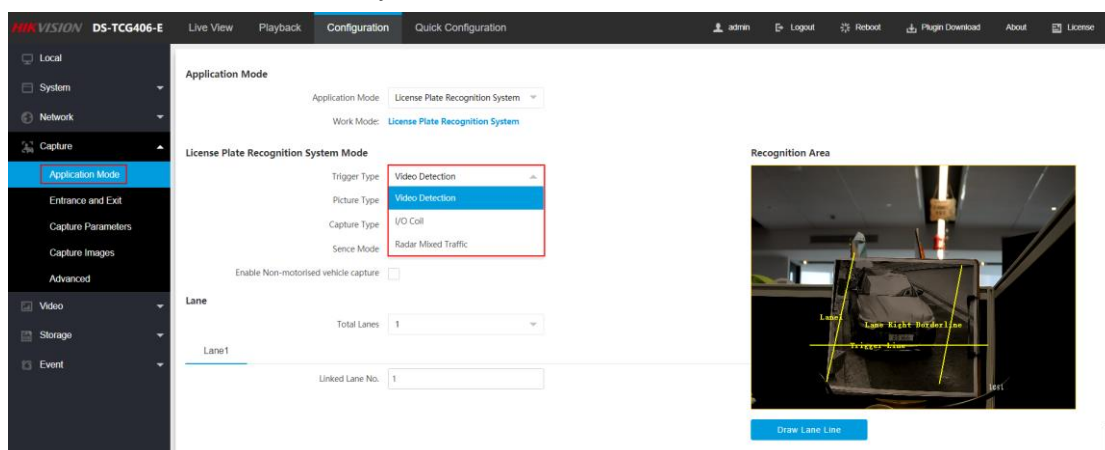 HIKVISION DS-TCG406-E Live View Playback Configuration Quick Configuration admin Logout Reboot Plugin Download About License
Local
System
Network
Capture
Application Mode
Entrance and Exit
Capture Parameters
Capture Images
Advanced
Video
Storage
Event
Application Mode
Application Mode License Plate Recognition System
Work Mode: License Plate Recognition System
License Plate Recognition System Mode
Trigger Type Video Detection
Picture Type Video Detection
Capture Type I/O Coil
Sence Mode Radar Mixed Traffic
Enable Non-motorised vehicle capture
Lane
Total Lanes 1
Lane1
Linked Lane No. 1
Recognition Area
Lane1
Lane Right Borderline
Trigger Line
Draw Lane Line